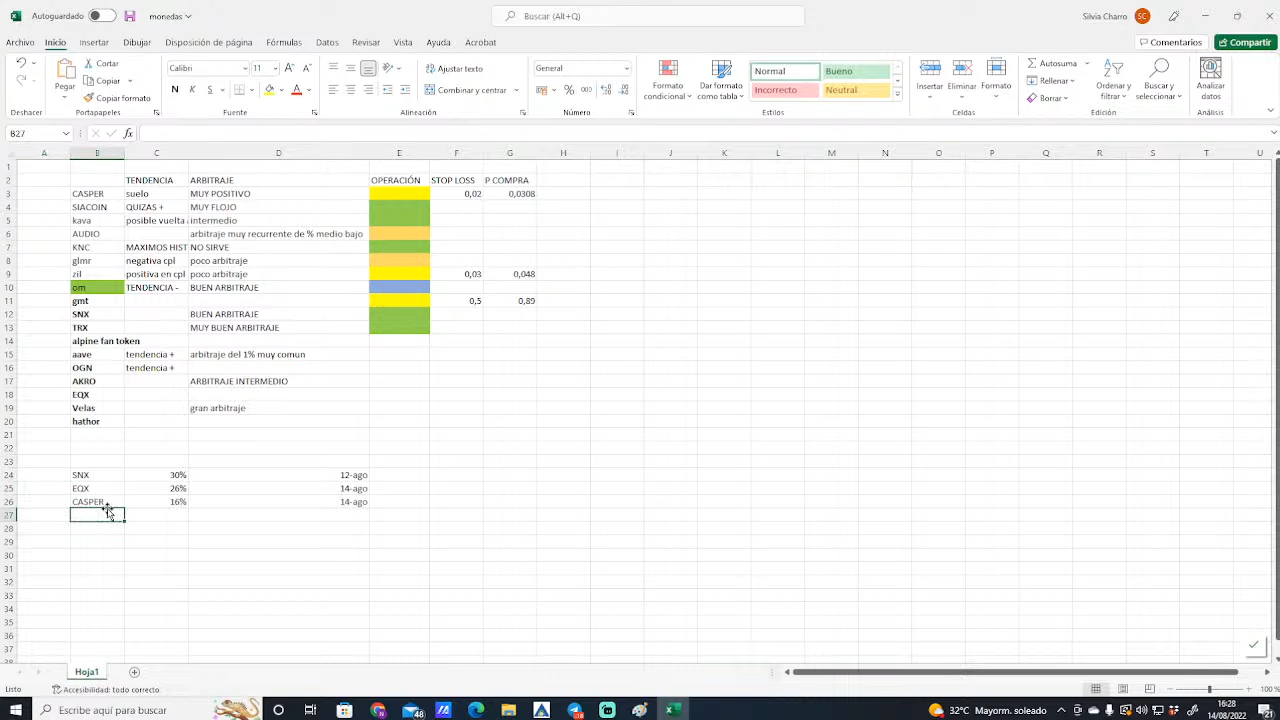 Autoguardado monedas Buscar (Alt+Q) Silvia Charro SC
Archivo Inicio Insertar Dibujar Disposición de página Fórmulas Datos Revisar Vista Ayuda Acrobat Comentarios Compartir
Pegar Cortar Copiar Copiar formato
Calibri 11 Ajustar texto Combinar y centrar General
N K S
Formato condicional Dar formato como tabla Normal Bueno Incorrecto Neutral
Insertar Eliminar Formato Autosuma Rellenar Borrar Ordenar y filtrar Buscar y seleccionar Analizar datos
Deshacer Portapapeles Fuente Alineación Número Estilos Celdas Edición Análisis
B27 fx
A B C D E F G H I J K L M N O P Q R S T U
1
2 TENDENCIA ARBITRAJE OPERACIÓN STOP LOSS P COMPRA
3 CASPER suelo MUY POSITIVO 0,02 0,0308
4 SIACOIN QUIZAS + MUY FLOJO
5 kava posible vuelta intermedio
6 AUDIO arbitraje muy recurrente de % medio bajo
7 KNC MAXIMOS HIST NO SIRVE
8 glmr negativa cpl poco arbitraje
9 zil positiva en cpl poco arbitraje 0,03 0,048
10 om TENDENCIA - BUEN ARBITRAJE
11 gmt 0,5 0,89
12 SNX BUEN ARBITRAJE
13 TRX MUY BUEN ARBITRAJE
14 alpine fan token
15 aave tendencia + arbitraje del 1% muy comun
16 OGN tendencia +
17 AKRO ARBITRAJE INTERMEDIO
18 EQX
19 Velas gran arbitraje
20 hathor
21
22
23
24 SNX 30% 12-ago
25 EQX 26% 14-ago
26 CASPER 16% 14-ago
27
28
29
30
31
32
33
34
35
36
37
38
Hoja1
Listo Accesibilidad: todo correcto 100 %
Escribe aquí para buscar 48 18 32°C Mayorm. soleado 16:28
14/08/2022 21